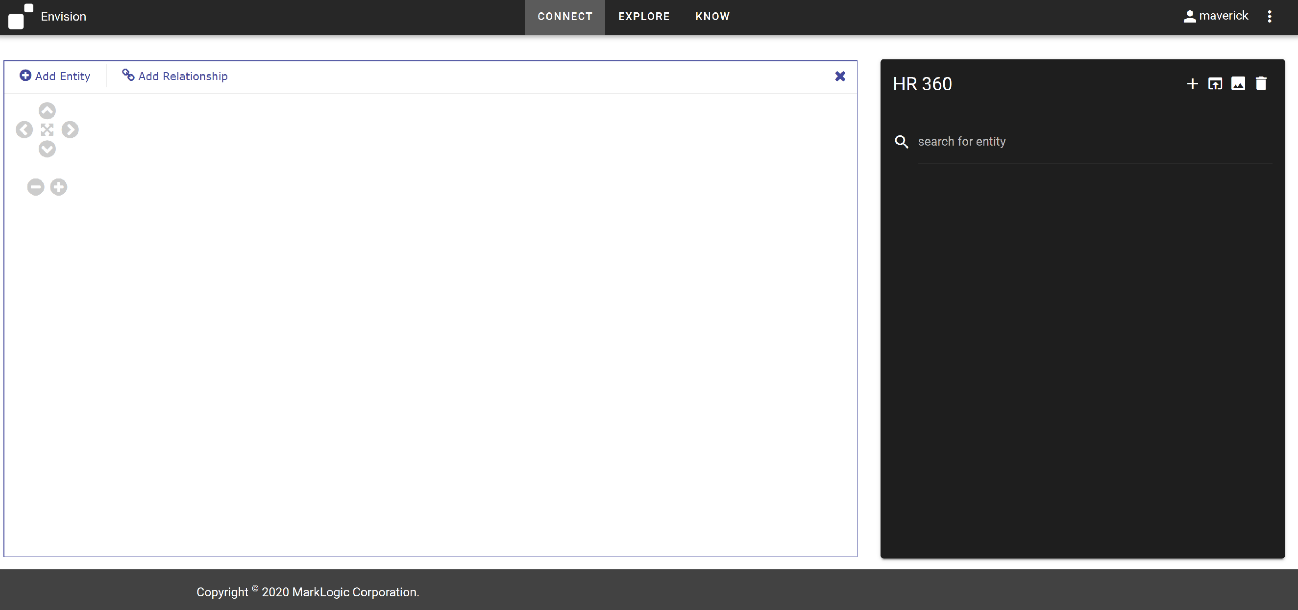 Envision
CONNECT EXPLORE KNOW
maverick
Add Entity Add Relationship
HR 360
search for entity
Copyright © 2020 MarkLogic Corporation.